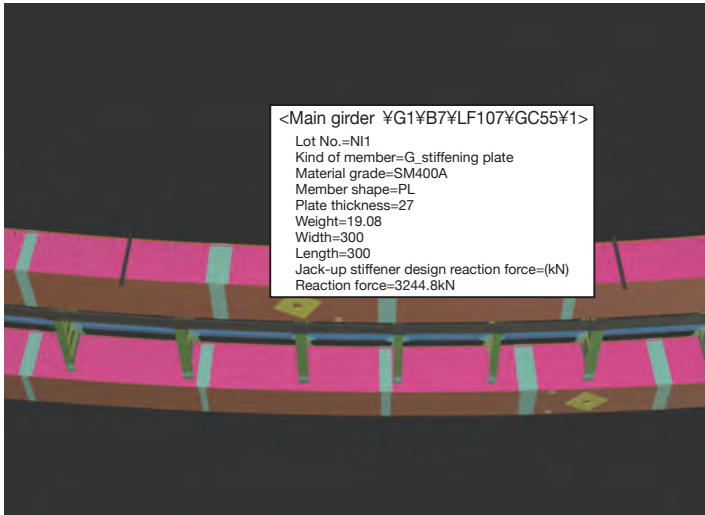 <Main girder ¥G1¥B7¥LF107¥GC55¥1>
Lot No.=NI1
Kind of member=G_stiffening plate
Material grade=SM400A
Member shape=PL
Plate thickness=27
Weight=19.08
Width=300
Length=300
Jack-up stiffener design reaction force=(kN)
Reaction force=3244.8kN